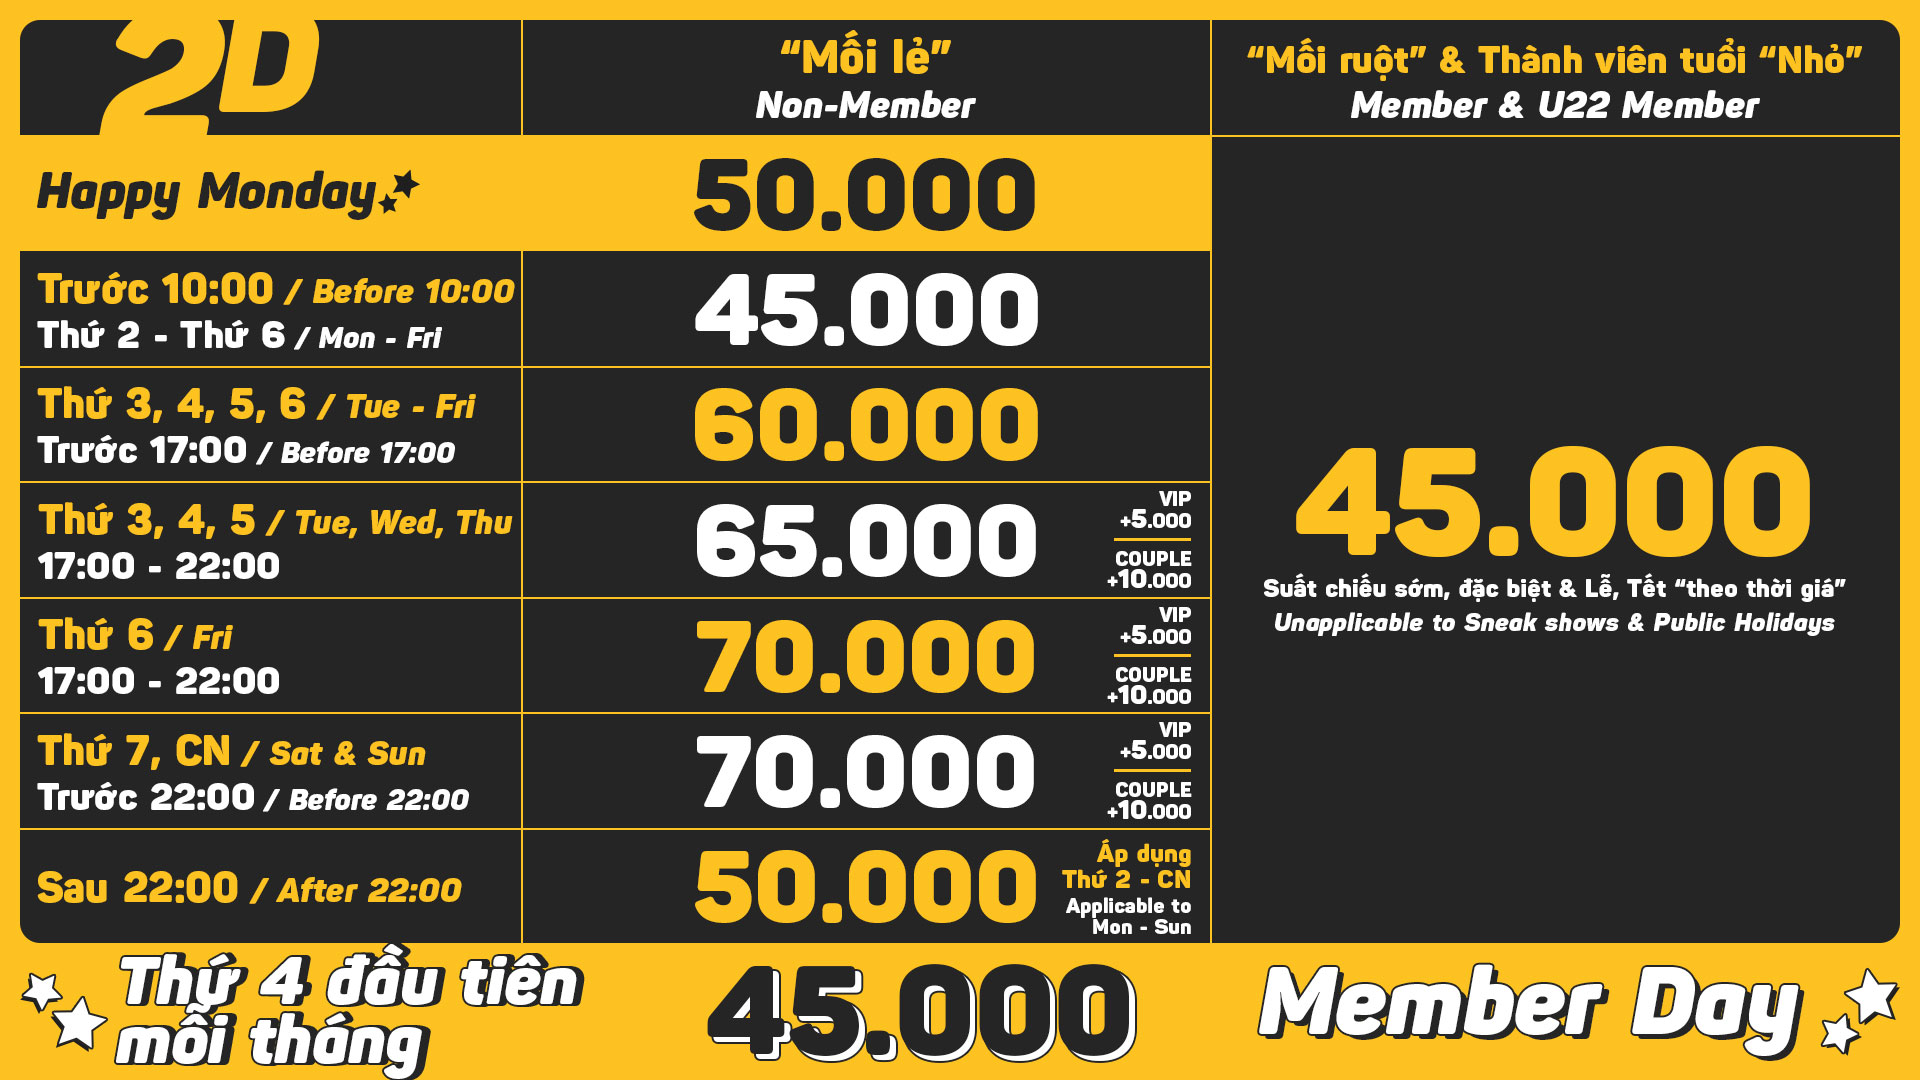 2D
“Mối lẻ”
Non-Member
“Mối ruột” & Thành viên tuổi “Nhỏ”
Member & U22 Member
Happy Monday
50.000
Trước 10:00 / Before 10:00
Thứ 2 - Thứ 6 / Mon - Fri
45.000
Thứ 3, 4, 5, 6 / Tue - Fri
Trước 17:00 / Before 17:00
60.000
Thứ 3, 4, 5 / Tue, Wed, Thu
17:00 - 22:00
65.000
VIP
+5.000
COUPLE
+10.000
Thứ 6 / Fri
17:00 - 22:00
70.000
VIP
+5.000
COUPLE
+10.000
Thứ 7, CN / Sat & Sun
Trước 22:00 / Before 22:00
70.000
VIP
+5.000
COUPLE
+10.000
Sau 22:00 / After 22:00
50.000
Áp dụng
Thứ 2 - CN
Applicable to
Mon - Sun
45.000
Suất chiếu sớm, đặc biệt & Lễ, Tết “theo thời giá”
Unapplicable to Sneak shows & Public Holidays
Thứ 4 đầu tiên
mỗi tháng
45.000
Member Day